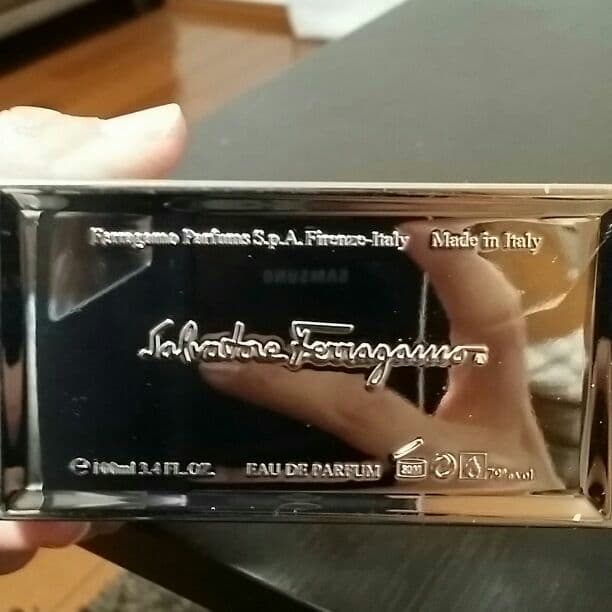 Ferragamo Parfums S.p.A. Firenze-Italy Made in Italy
SAMSUNG
Salvatore Ferragamo
e 100ml 3.4 FL.OZ. EAU DE PARFUM 79%vol